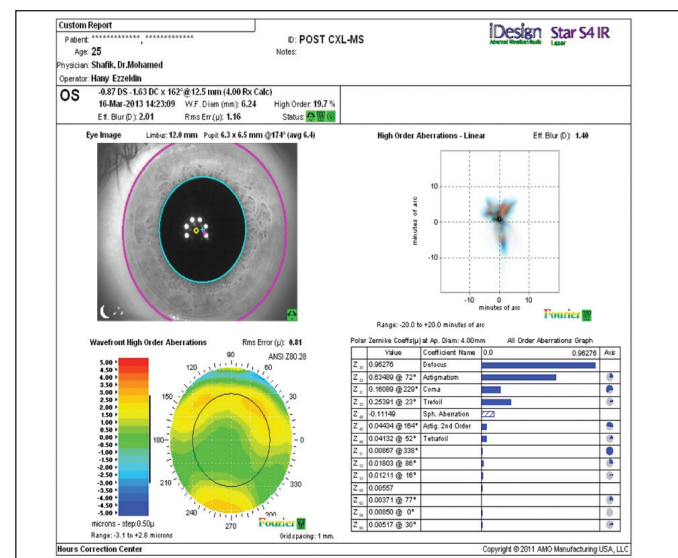 Custom Report
iDesign Star S4 IR
Advanced WaveScan Studio Laser
Patient: *************, *************
ID: POST CXL-MS
Age: 25
Notes:
Physician: Shafik, Dr.Mohamed
Operator: Hany Ezzeldin
OS
-0.87 DS -1.63 DC x 162°@12.5 mm (4.00 Rx Calc)
16-Mar-2013 14:23:09 W.F. Diam (mm): 6.24 High Order: 19.7 %
Eff. Blur (D): 2.01 Rms Err.(µ): 1.16 Status:
Eye Image Limbus: 12.0 mm Pupil: 6.3 x 6.5 mm @174° (avg 6.4)
High Order Aberrations - Linear Eff. Blur (D): 1.40
minutes of arc
10
0
-10
-10 0 10
minutes of arc
Fourier
Range: -20.0 to +20.0 minutes of arc
Wavefront High Order Aberrations Rms Error (µ): 0.81
ANSI Z80.28
5.00
4.50
4.00
3.50
3.00
2.50
2.00
1.50
1.00
0.50
0.00
-0.50
-1.00
-1.50
-2.00
-2.50
-3.00
-3.50
-4.00
-4.50
-5.00
120 90 60
150 30
180 0
210 330
240 270 300
microns - step:0.50µ
Range: -3.1 to +2.8 microns
Fourier
Grid spacing: 1 mm.
Polar Zernike Coeffs(µ) at Ap. Diam: 4.00mm All Order Aberrations Graph
Value Coefficient Name 0.0 0.96276 Axis
0.96276 Defocus
0.63489 @ 72° Astigmatism
0.16089 @ 229° Coma
0.25391 @ 23° Trefoil
-0.11149 Sph. Aberration
0.04434 @ 164° Astig. 2nd Order
0.04132 @ 52° Tetrafoil
0.00867 @ 338°
0.01803 @ 86°
0.01211 @ 16°
0.00557
0.00371 @ 77°
0.00850 @ 0°
0.00517 @ 30°
Hours Correction Center
Copyright © 2011 AMO Manufacturing USA, LLC